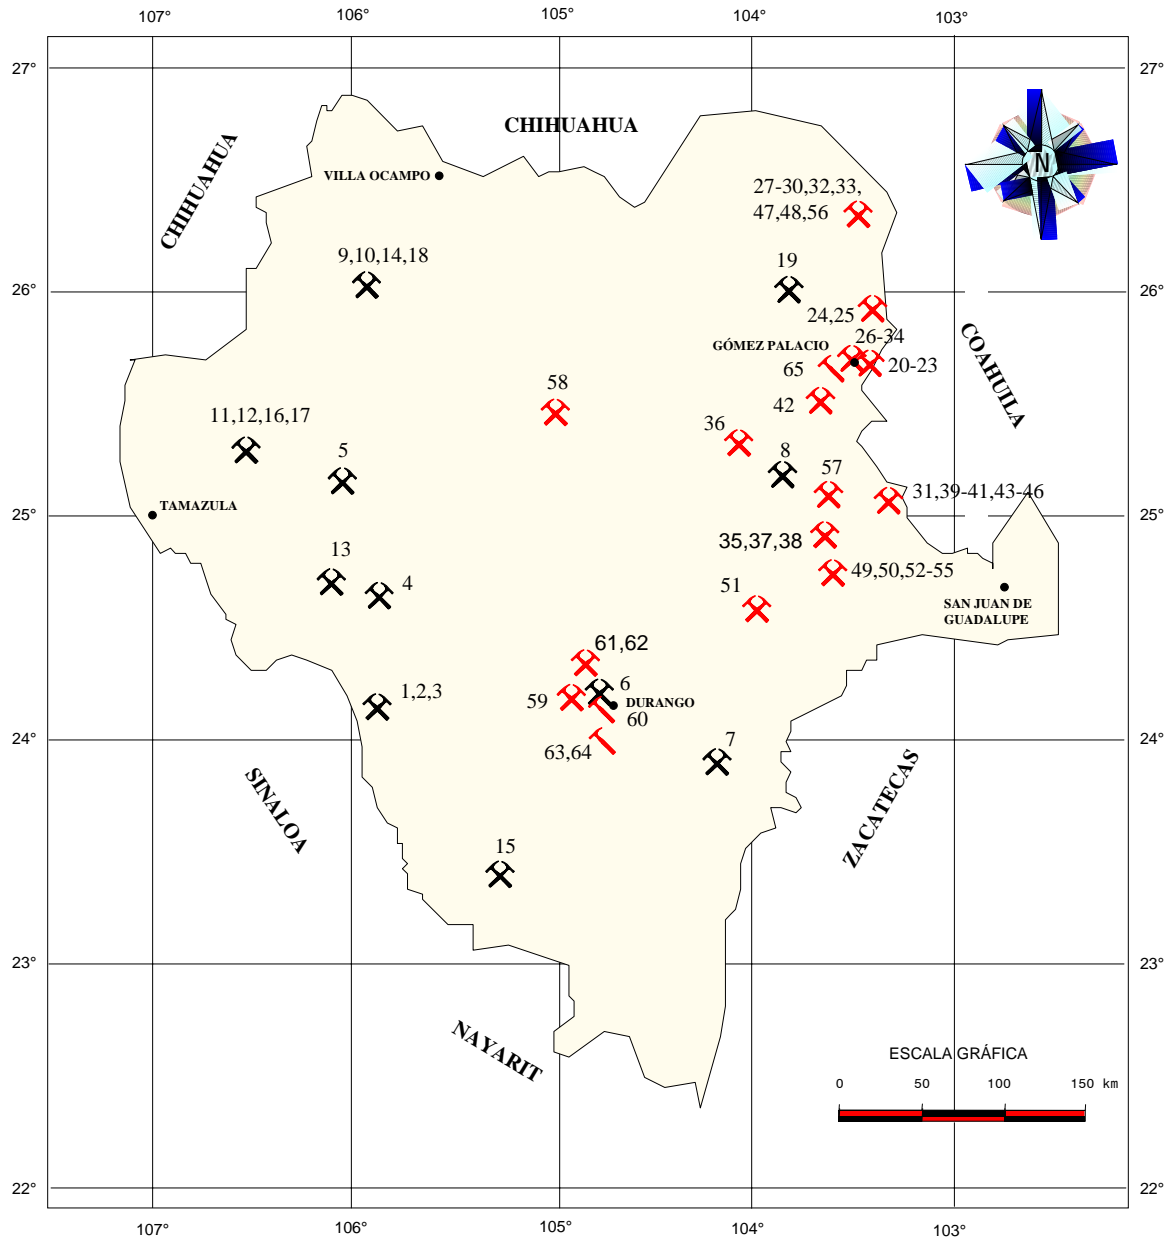 107° 106° 105° 104° 103°
27° 27°
CHIHUAHUA
CHIHUAHUA
N
VILLA OCAMPO
27-30,32,33,
47,48,56
9,10,14,18
19
26° 26°
24,25
26-34
GÓMEZ PALACIO
65
20-23
COAHUILA
58
42
11,12,16,17
36
5
8
57
31,39-41,43-46
TAMAZULA
25° 25°
35,37,38
13
4
49,50,52-55
51
SAN JUAN DE
GUADALUPE
61,62
6
1,2,3
59
DURANGO
60
63,64
7
24° 24°
SINALOA
ZACATECAS
15
23° 23°
NAYARIT
ESCALA GRÁFICA
0 50 100 150 km
22° 22°
107° 106° 105° 104° 103°